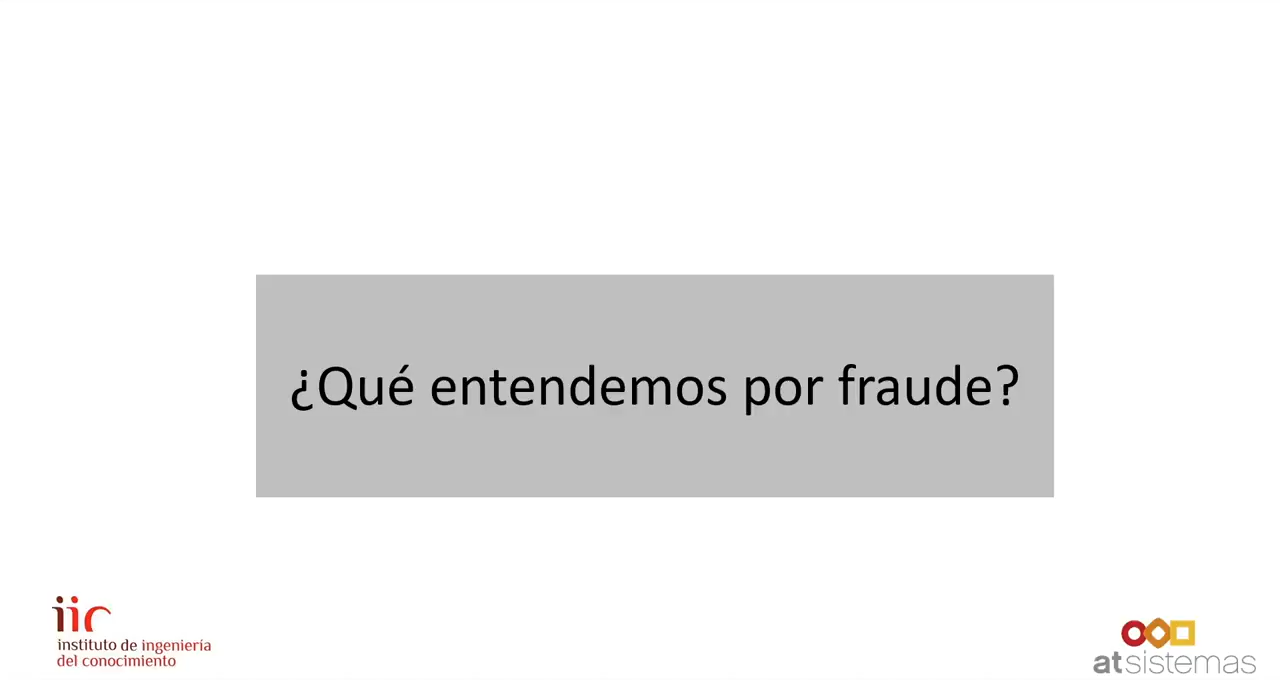 ¿Qué entendemos por fraude?
iic
instituto de ingeniería
del conocimiento
atsistemas